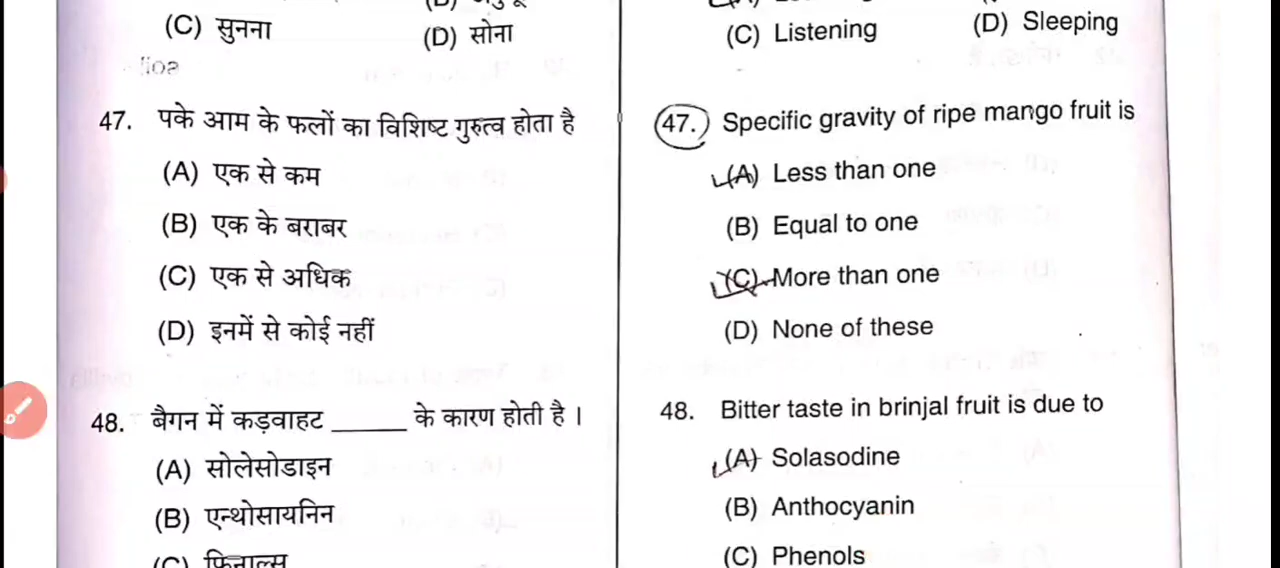 (C) सुनना
(D) सोना
47. पके आम के फलों का विशिष्ट गुरुत्व होता है
(A) एक से कम
(B) एक के बराबर
(C) एक से अधिक
(D) इनमें से कोई नहीं
48. बैगन में कड़वाहट ______ के कारण होती है ।
(A) सोलेसोडाइन
(B) एन्थोसायनिन
(C) फिनाल्स
(C) Listening
(D) Sleeping
47. Specific gravity of ripe mango fruit is
(A) Less than one
(B) Equal to one
(C) More than one
(D) None of these
48. Bitter taste in brinjal fruit is due to
(A) Solasodine
(B) Anthocyanin
(C) Phenols